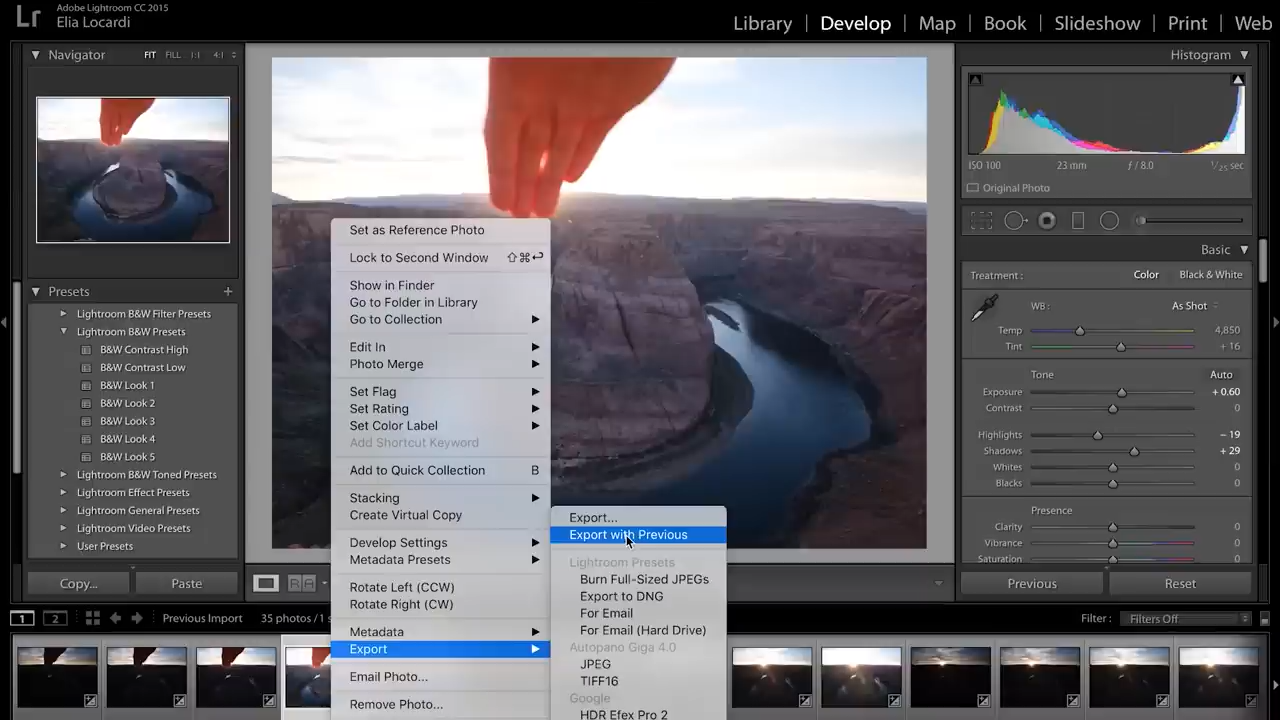 Lr
Adobe Lightroom CC 2015
Elia Locardi
Library | Develop | Map | Book | Slideshow | Print | Web
Navigator FIT FILL 1:1 4:1
Presets +
Lightroom B&W Filter Presets
Lightroom B&W Presets
B&W Contrast High
B&W Contrast Low
B&W Look 1
B&W Look 2
B&W Look 3
B&W Look 4
B&W Look 5
Lightroom B&W Toned Presets
Lightroom Effect Presets
Lightroom General Presets
Lightroom Video Presets
User Presets
Copy... Paste
Set as Reference Photo
Lock to Second Window ⇧⌘↩
Show in Finder
Go to Folder in Library
Go to Collection
Edit In
Photo Merge
Set Flag
Set Rating
Set Color Label
Add Shortcut Keyword
Add to Quick Collection B
Stacking
Create Virtual Copy
Develop Settings
Metadata Presets
Rotate Left (CCW)
Rotate Right (CW)
Metadata
Export
Email Photo...
Remove Photo...
Export...
Export with Previous
Lightroom Presets
Burn Full-Sized JPEGs
Export to DNG
For Email
For Email (Hard Drive)
Autopano Giga 4.0
JPEG
TIFF16
Google
HDR Efex Pro 2
Histogram
ISO 100 23 mm ƒ / 8.0 1/25 sec
Original Photo
Basic
Treatment : Color Black & White
WB : As Shot
Temp 4,850
Tint + 16
Tone Auto
Exposure + 0.60
Contrast 0
Highlights − 19
Shadows + 29
Whites 0
Blacks 0
Presence
Clarity 0
Vibrance 0
Saturation 0
Previous Reset
1 2 Previous Import 35 photos / 1 s
Filter : Filters Off